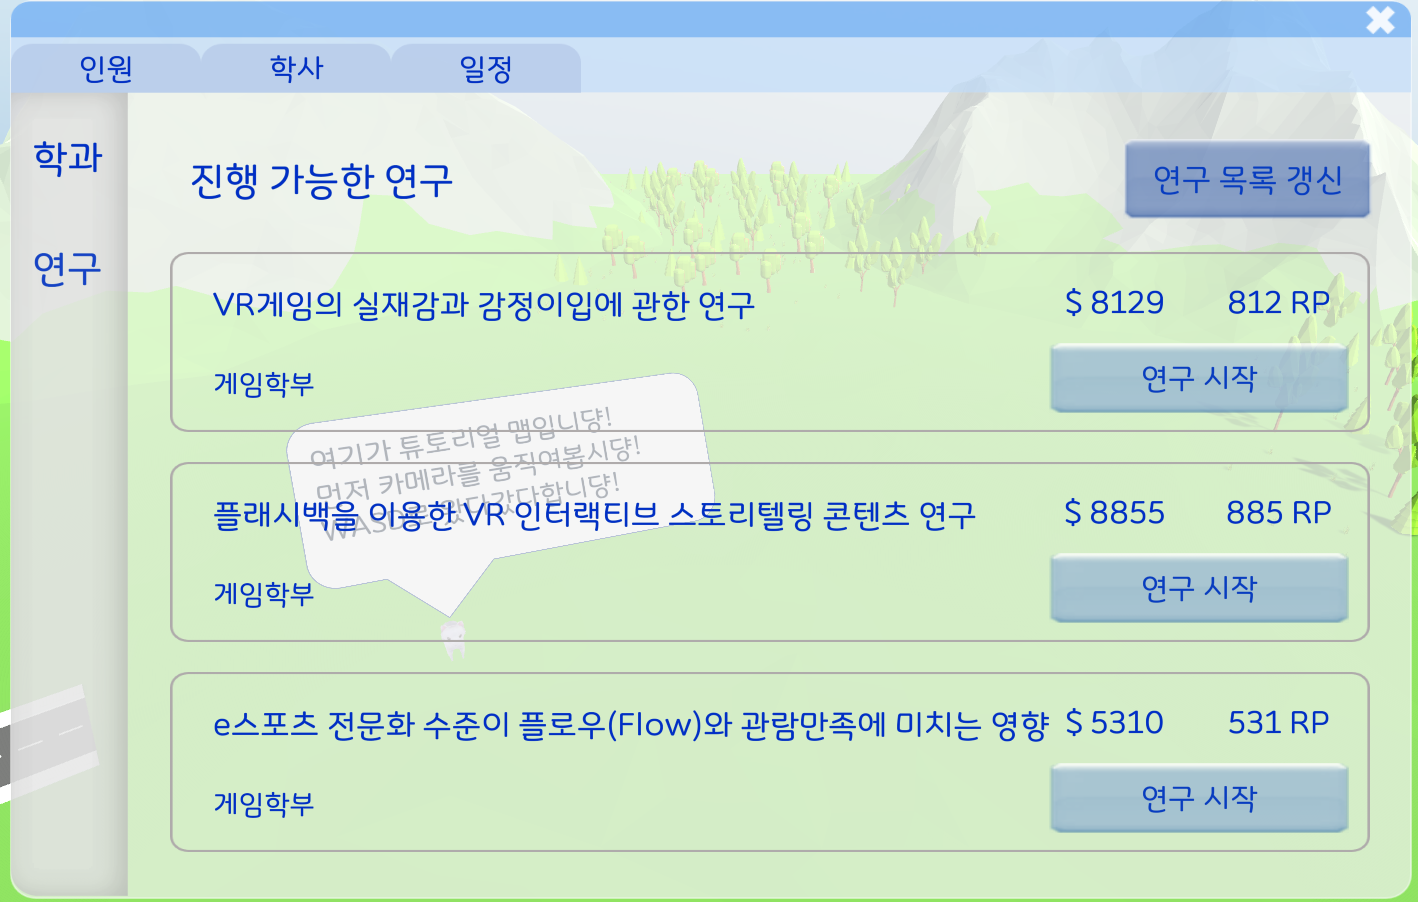 인원
학사
일정
학과
연구
진행 가능한 연구
연구 목록 갱신
VR게임의 실재감과 감정이입에 관한 연구
$ 8129
812 RP
게임학부
연구 시작
여기가 튜토리얼 맵입니댱!
먼저 카메라를 움직여봅시댱!
WASD로 왔다갔다합니댱!
플래시백을 이용한 VR 인터랙티브 스토리텔링 콘텐츠 연구
$ 8855
885 RP
게임학부
연구 시작
e스포츠 전문화 수준이 플로우(Flow)와 관람만족에 미치는 영향
$ 5310
531 RP
게임학부
연구 시작